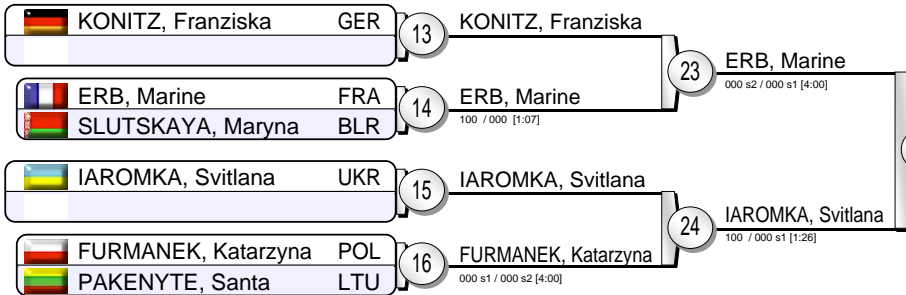 KONITZ, Franziska GER
13
KONITZ, Franziska
ERB, Marine FRA
SLUTSKAYA, Maryna BLR
14
ERB, Marine
100 / 000 [1:07]
23
ERB, Marine
000 s2 / 000 s1 [4:00]
IAROMKA, Svitlana UKR
15
IAROMKA, Svitlana
FURMANEK, Katarzyna POL
PAKENYTE, Santa LTU
16
FURMANEK, Katarzyna
000 s1 / 000 s2 [4:00]
24
IAROMKA, Svitlana
100 / 000 s1 [1:26]